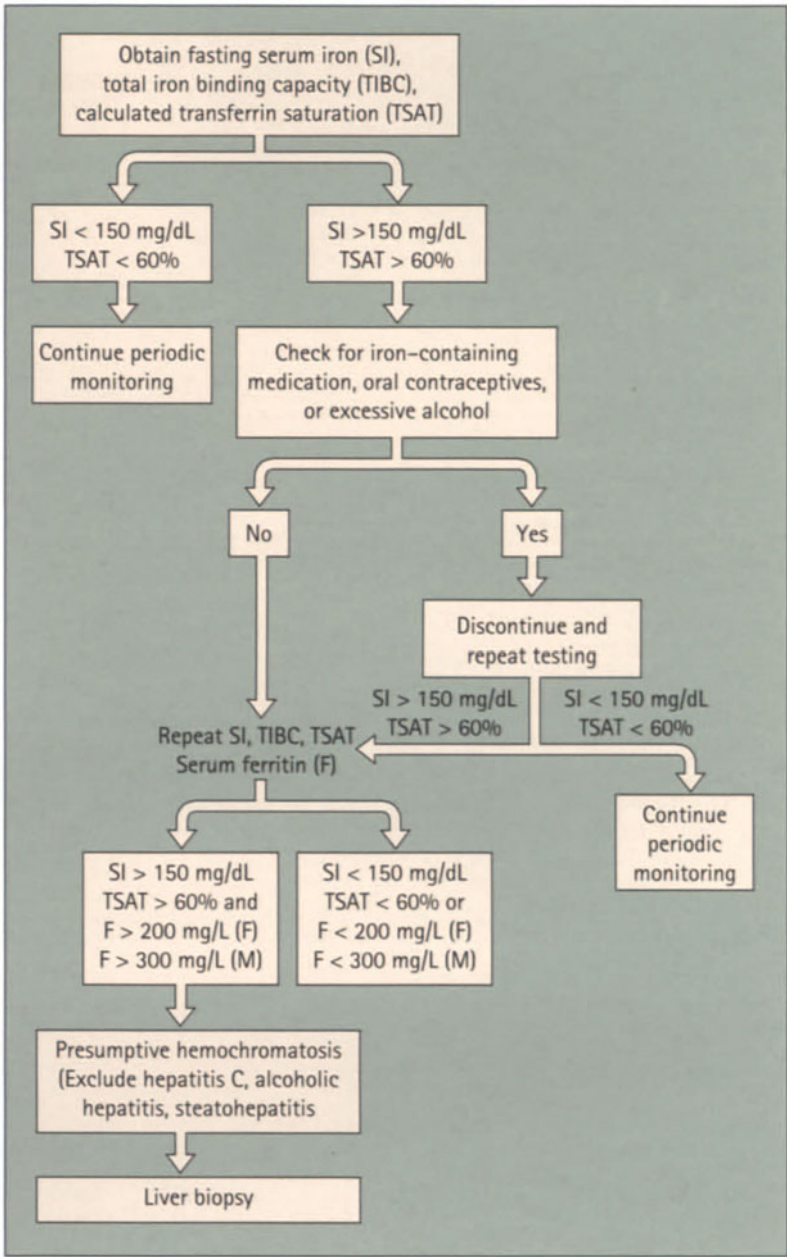 Obtain fasting serum iron (SI),
total iron binding capacity (TIBC),
calculated transferrin saturation (TSAT)
SI < 150 mg/dL
TSAT < 60%
SI >150 mg/dL
TSAT > 60%
Continue periodic
monitoring
Check for iron–containing
medication, oral contraceptives,
or excessive alcohol
No
Yes
Discontinue and
repeat testing
SI > 150 mg/dL
TSAT > 60%
SI < 150 mg/dL
TSAT < 60%
Repeat SI, TIBC, TSAT
Serum ferritin (F)
Continue
periodic
monitoring
SI > 150 mg/dL
TSAT > 60% and
F > 200 mg/L (F)
F > 300 mg/L (M)
SI < 150 mg/dL
TSAT < 60% or
F < 200 mg/L (F)
F < 300 mg/L (M)
Presumptive hemochromatosis
(Exclude hepatitis C, alcoholic
hepatitis, steatohepatitis
Liver biopsy